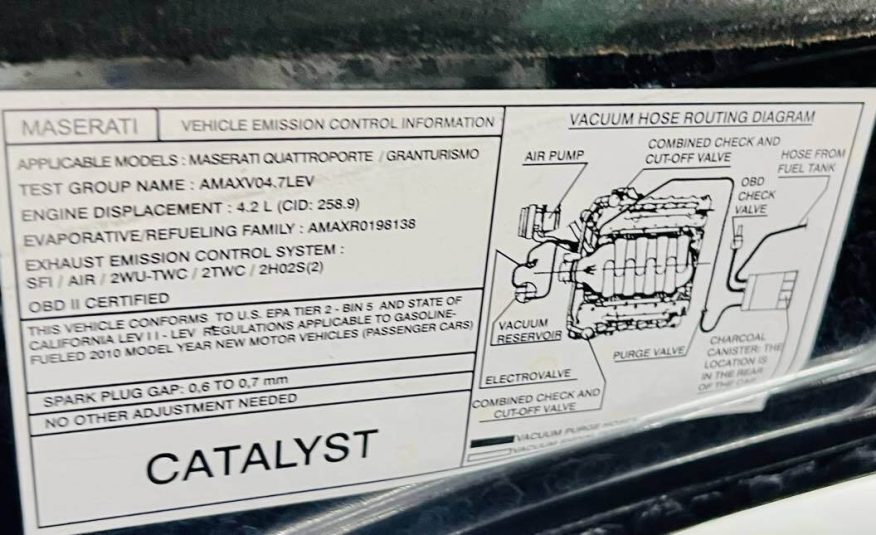 MASERATI
VEHICLE EMISSION CONTROL INFORMATION
APPLICABLE MODELS : MASERATI QUATTROPORTE / GRANTURISMO
TEST GROUP NAME : AMAXV04.7LEV
ENGINE DISPLACEMENT : 4.2 L (CID: 258.9)
EVAPORATIVE/REFUELING FAMILY : AMAXR0198138
EXHAUST EMISSION CONTROL SYSTEM :
SFI / AIR / 2WU-TWC / 2TWC / 2H02S(2)
OBD II CERTIFIED
THIS VEHICLE CONFORMS TO U.S. EPA TIER 2 - BIN 5 AND STATE OF
CALIFORNIA LEV II - LEV REGULATIONS APPLICABLE TO GASOLINE-
FUELED 2010 MODEL YEAR NEW MOTOR VEHICLES (PASSENGER CARS)
SPARK PLUG GAP: 0,6 TO 0,7 mm
NO OTHER ADJUSTMENT NEEDED
CATALYST
VACUUM HOSE ROUTING DIAGRAM
AIR PUMP
COMBINED CHECK AND
CUT-OFF VALVE
HOSE FROM
FUEL TANK
OBD
CHECK
VALVE
VACUUM
RESERVOIR
PURGE VALVE
CHARCOAL
CANISTER: THE
LOCATION IS
IN THE REAR
OF THE CAR
ELECTROVALVE
COMBINED CHECK AND
CUT-OFF VALVE
VACUUM PURGE HOSES
VACUUM